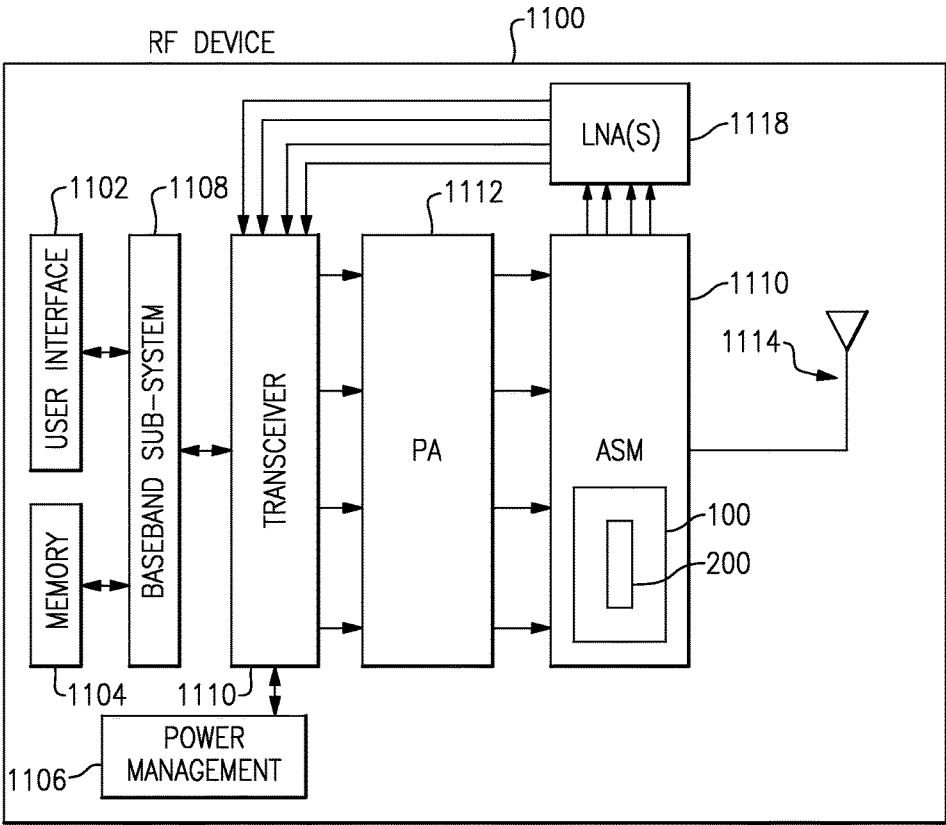 1100
RF DEVICE
LNA(S)
1118
1102
1108
1112
1110
1114
USER INTERFACE
BASEBAND SUB-SYSTEM
TRANSCEIVER
PA
ASM
100
200
MEMORY
1104
1110
POWER
MANAGEMENT
1106